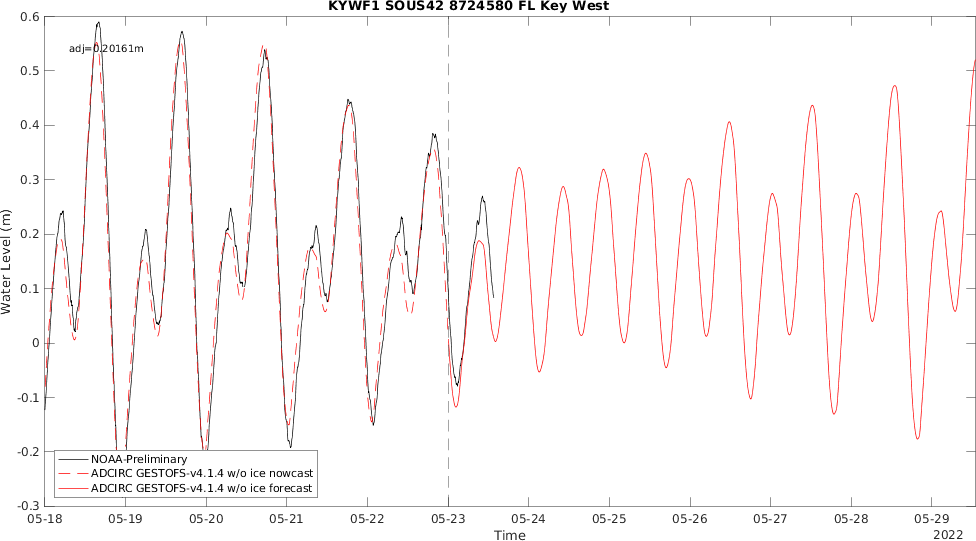 KYWF1 SOUS42 8724580 FL Key West
adj=0.20161m
Water Level (m)
0.6
0.5
0.4
0.3
0.2
0.1
0
-0.1
-0.2
-0.3
NOAA-Preliminary
ADCIRC GESTOFS-v4.1.4 w/o ice nowcast
ADCIRC GESTOFS-v4.1.4 w/o ice forecast
05-18 05-19 05-20 05-21 05-22 05-23 05-24 05-25 05-26 05-27 05-28 05-29
Time
2022